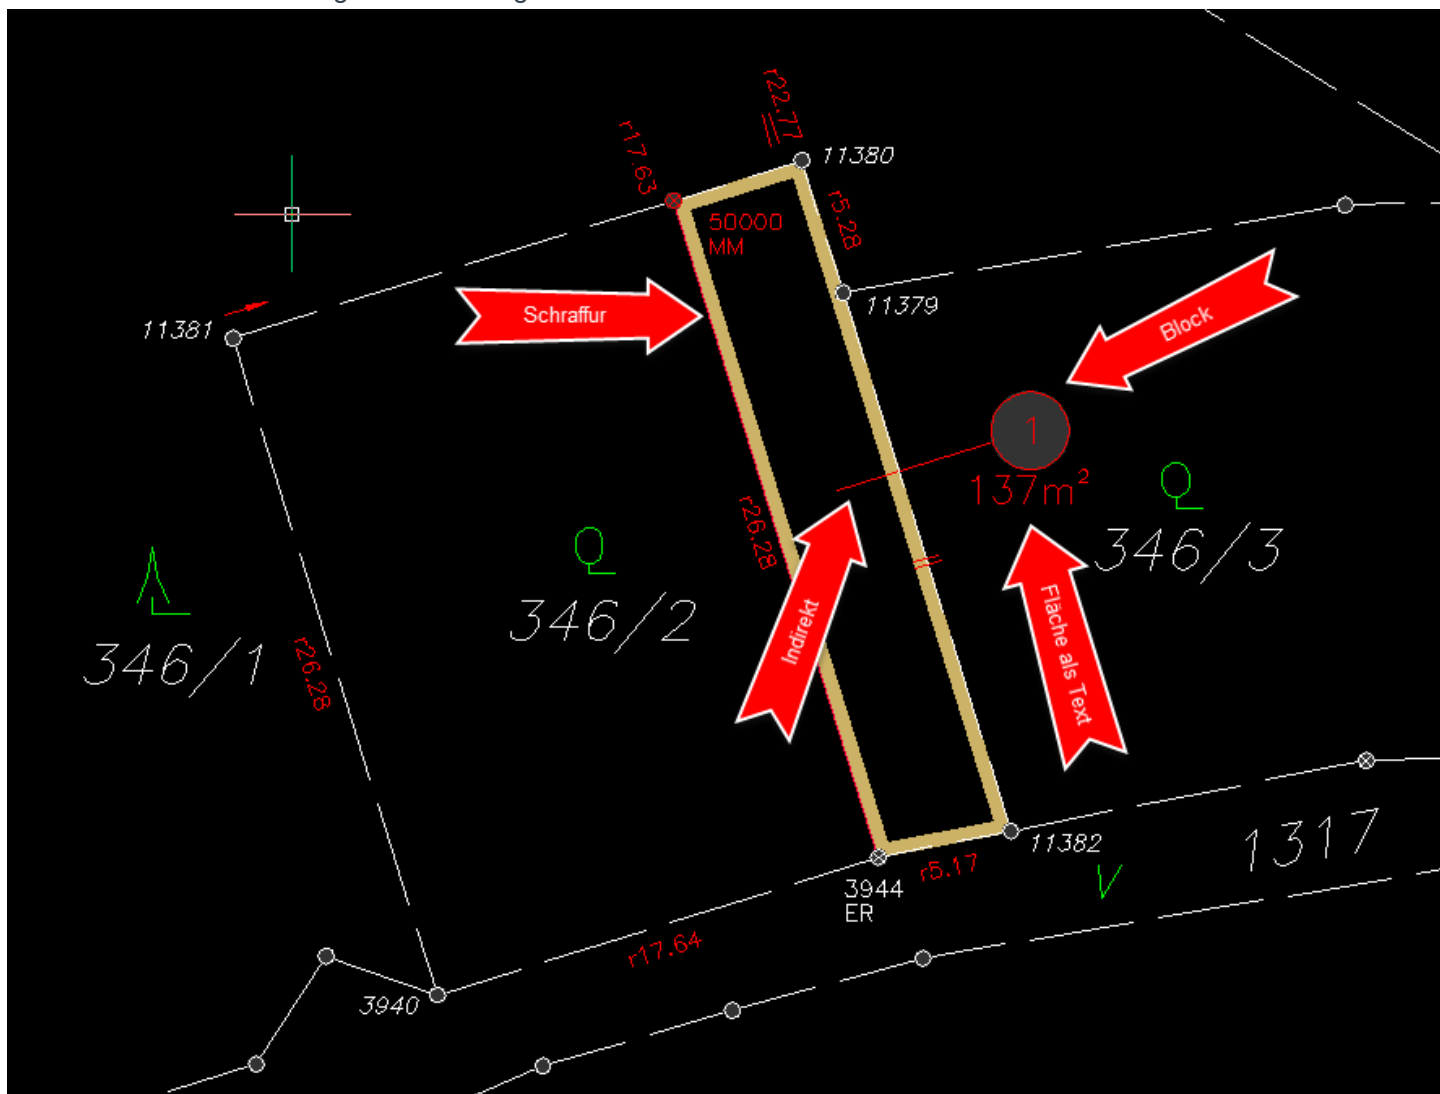 r22.77
r17.63
11380
50000
MM
r5.28
11379
Block
Schraffur
11381
1
137m²
Q
346/3
r26.28
Q
346/2
Indirekt
Fläche als Text
346/1
r26.28
11382
1317
r5.17
3944
ER
V
r17.64
3940